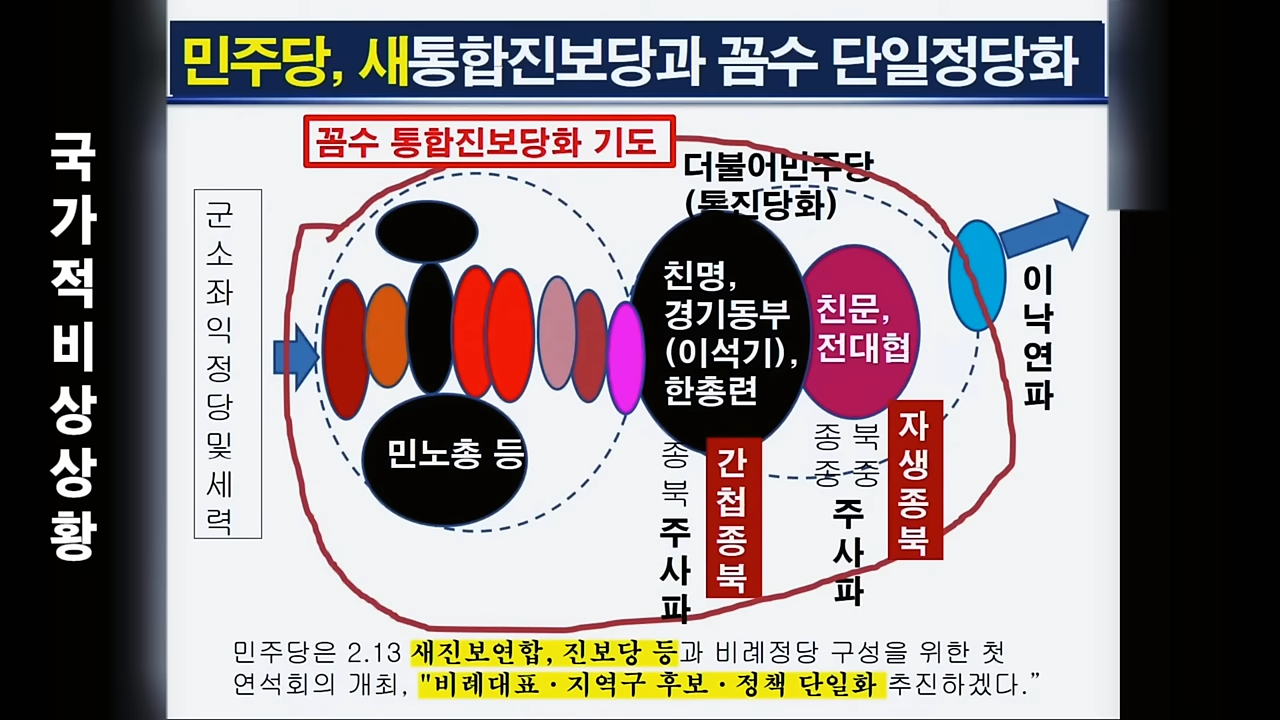 민주당, 새통합진보당과 꼼수 단일정당화
국가적비상상황
꼼수 통합진보당화 기도
더불어민주당
(통진당화)
군소좌익정당및세력
친명,
경기동부
(이석기),
한총련
친문,
전대협
이낙연파
민노총 등
종북주사파
간첩종북
종북
종중
주사파
자생종북
민주당은 2.13 새진보연합, 진보당 등과 비례정당 구성을 위한 첫
연석회의 개최, "비례대표·지역구 후보·정책 단일화 추진하겠다.”